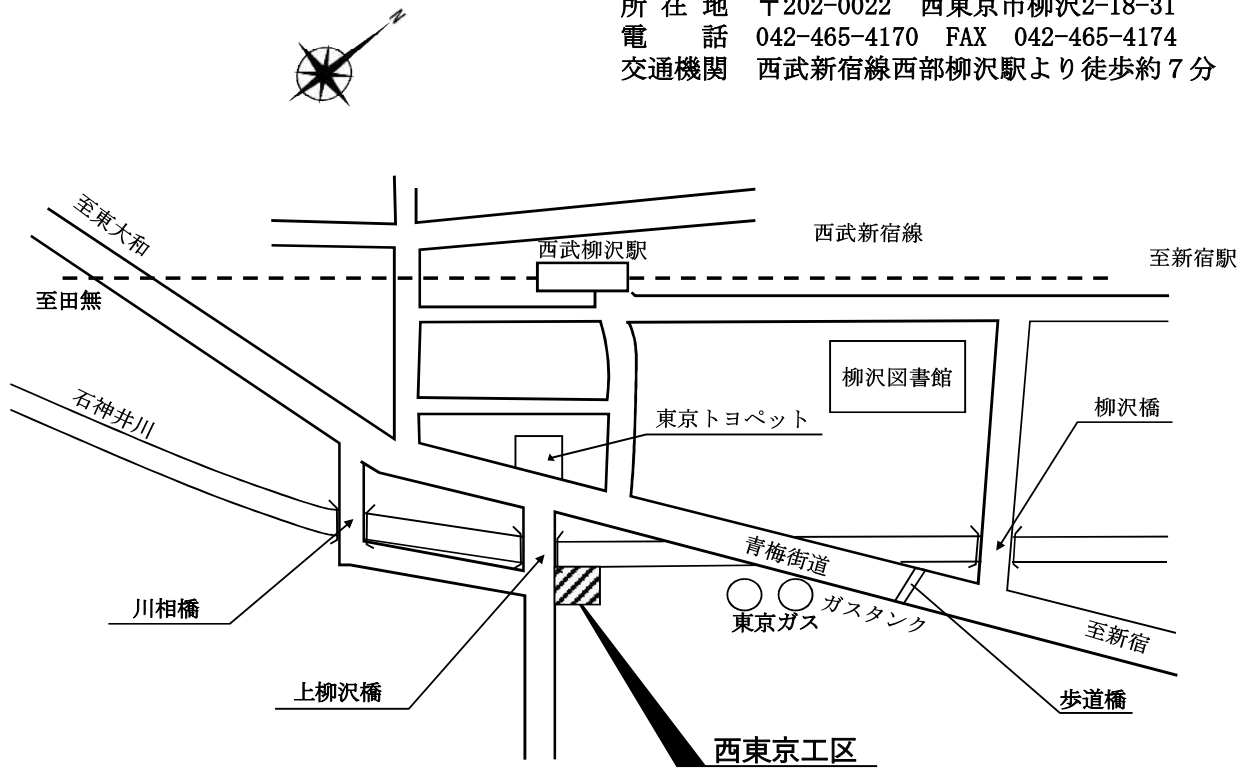 所 在 地　〒202-0022　西東京市柳沢2-18-31
電　　話　042-465-4170　FAX　042-465-4174
交通機関　西武新宿線西部柳沢駅より徒歩約７分
N
至東大和
西武新宿線
西武柳沢駅
至新宿駅
至田無
柳沢図書館
石神井川
東京トヨペット
柳沢橋
青梅街道
川相橋
ガスタンク
東京ガス
至新宿
上柳沢橋
歩道橋
西東京工区